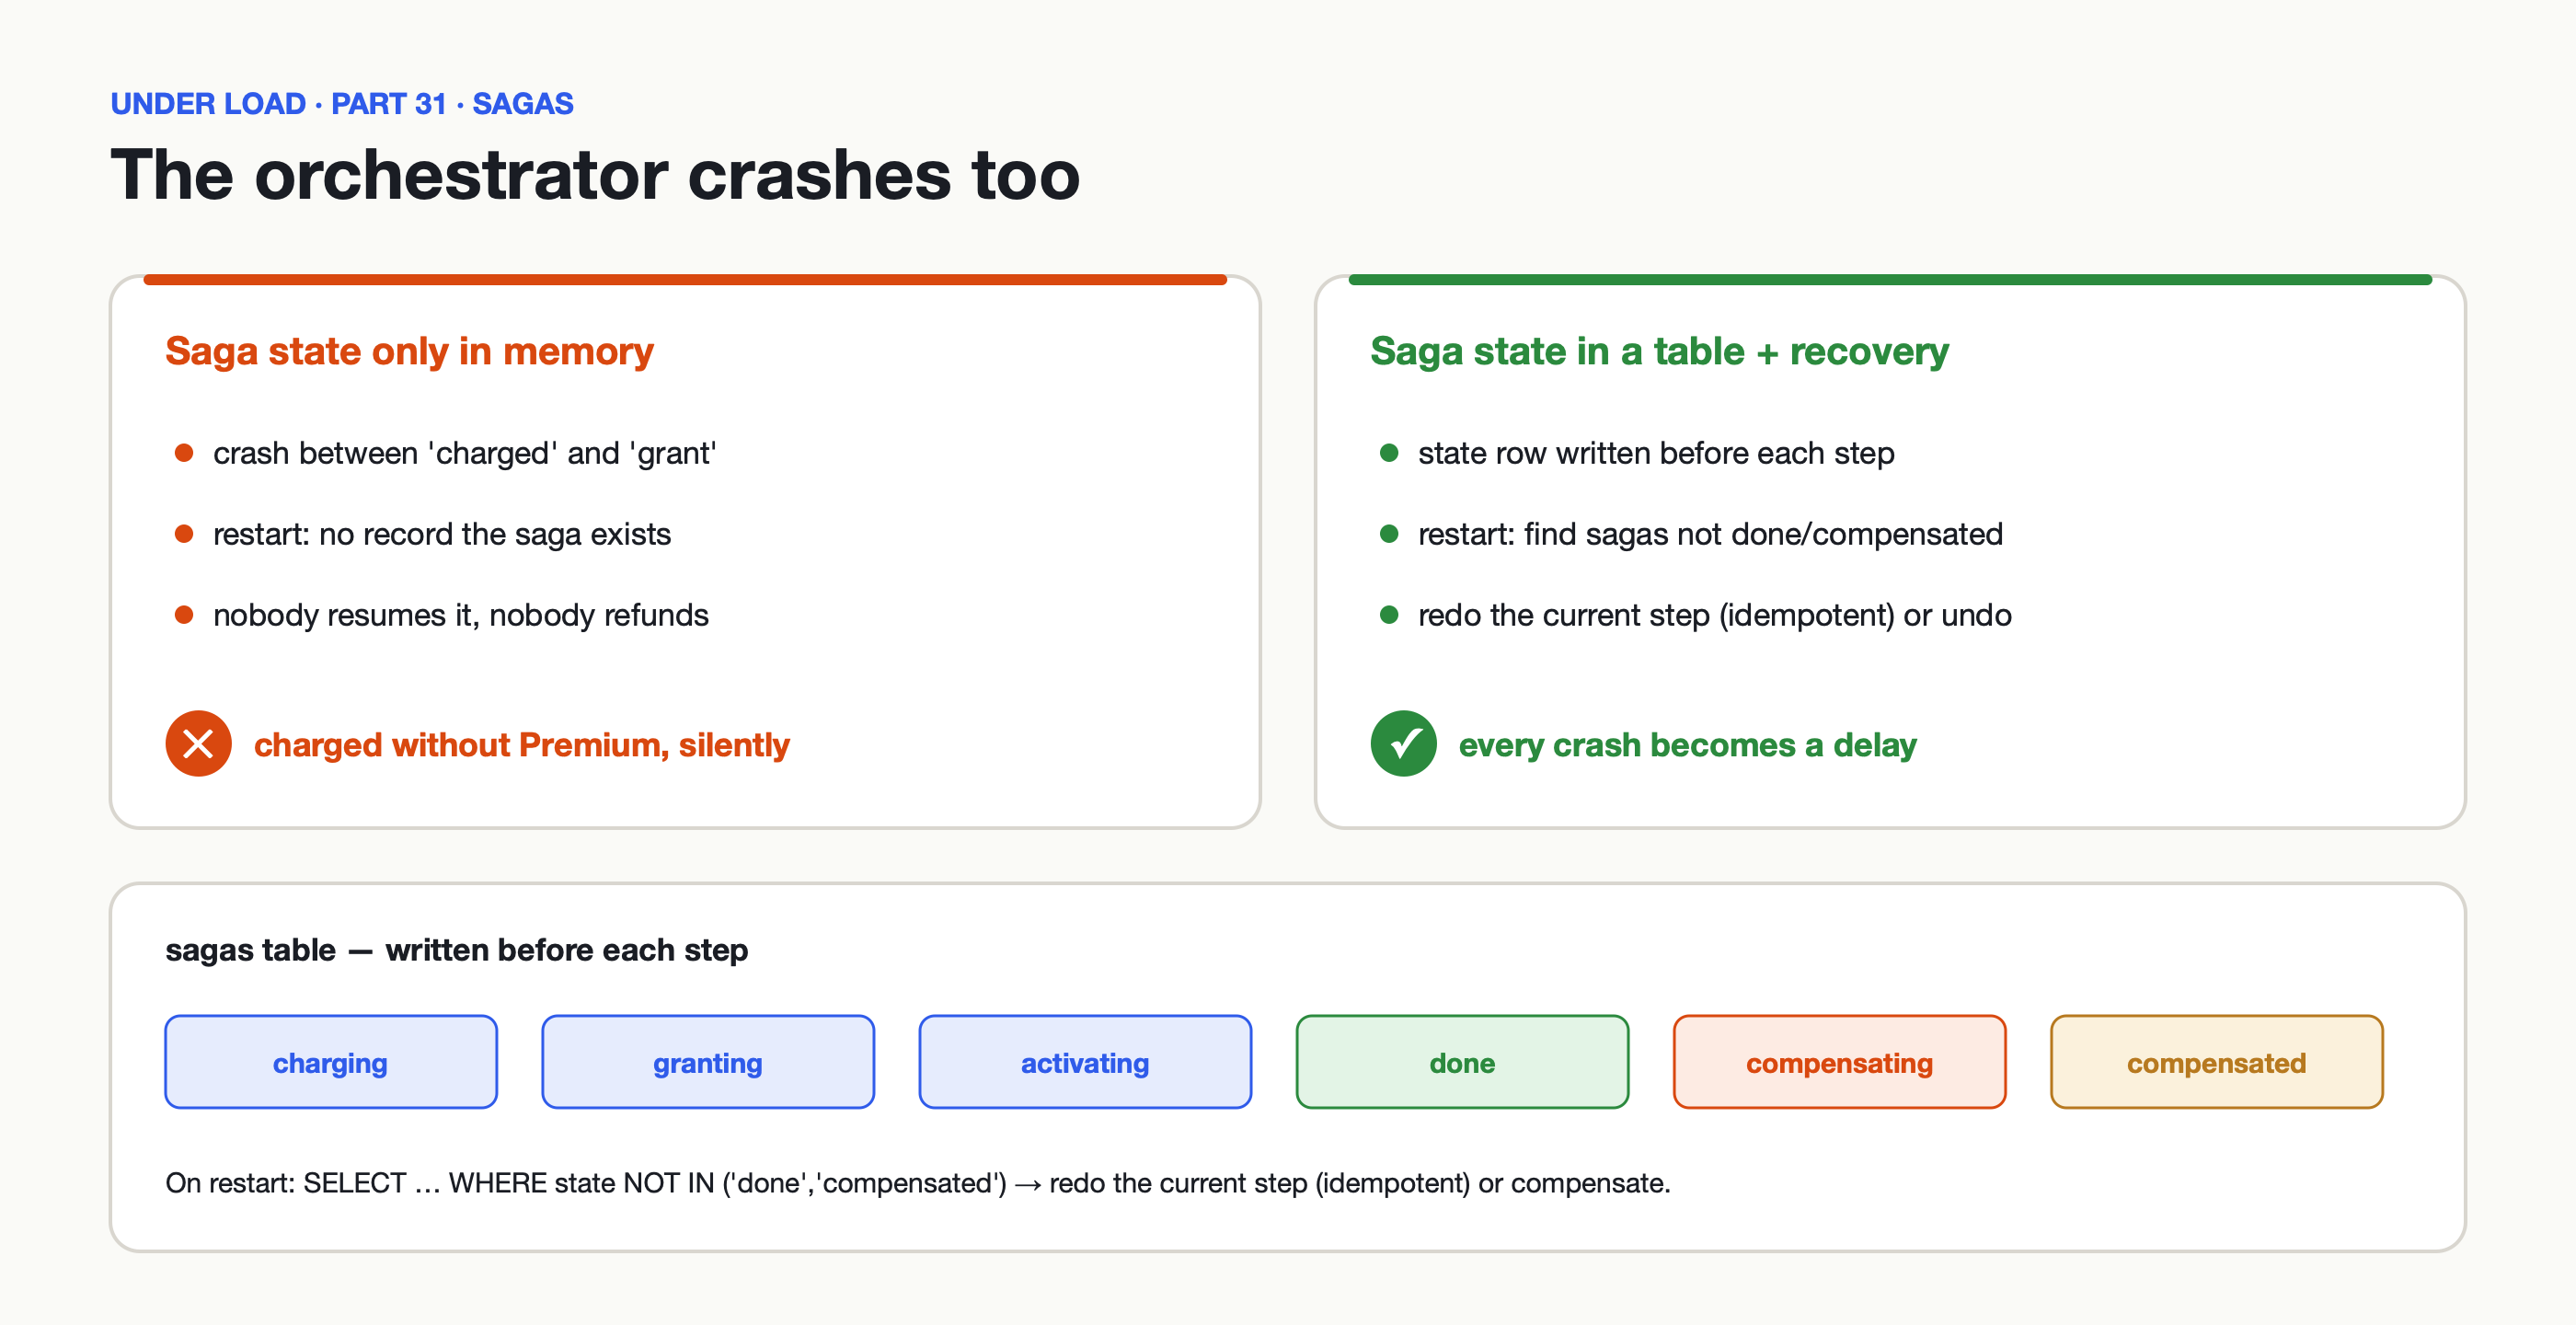 UNDER LOAD · PART 31 · SAGAS
The orchestrator crashes too
Saga state only in memory
crash between 'charged' and 'grant'
restart: no record the saga exists
nobody resumes it, nobody refunds
charged without Premium, silently
Saga state in a table + recovery
state row written before each step
restart: find sagas not done/compensated
redo the current step (idempotent) or undo
every crash becomes a delay
sagas table — written before each step
charging
granting
activating
done
compensating
compensated
On restart: SELECT … WHERE state NOT IN ('done','compensated') → redo the current step (idempotent) or compensate.